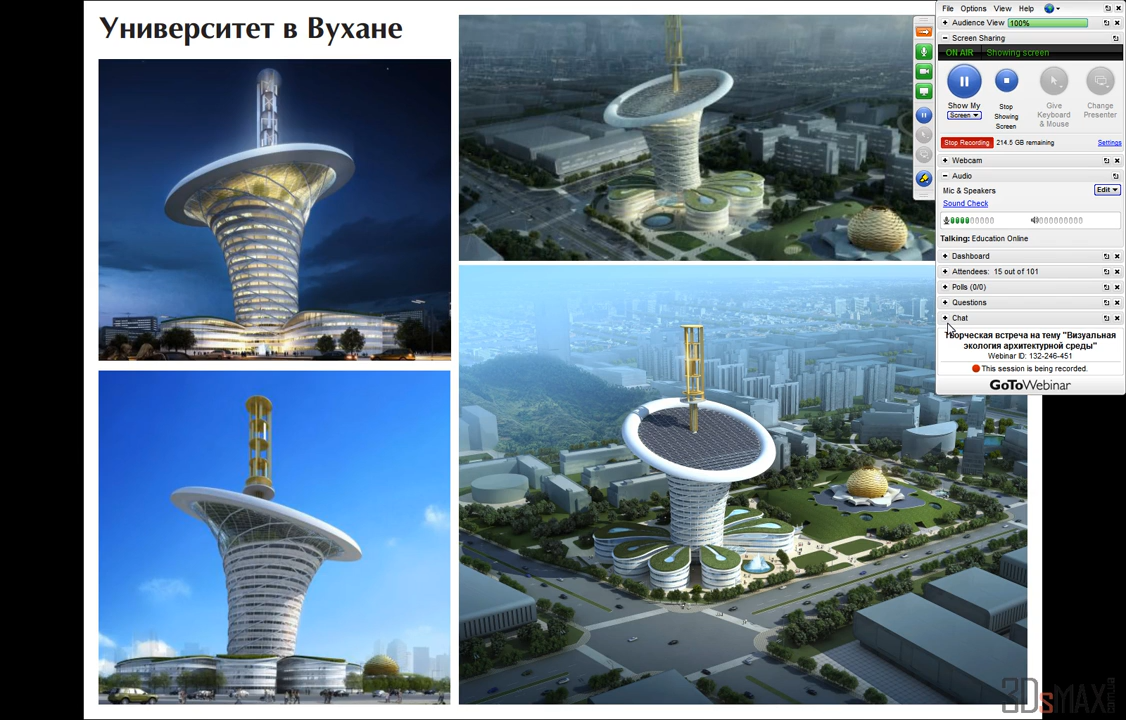 Университет в Вухане
File Options View Help
Audience View 100%
Screen Sharing
ON AIR Showing screen
Show My
Screen
Stop
Showing
Screen
Give
Keyboard
& Mouse
Change
Presenter
Stop Recording 214.5 GB remaining Settings
Webcam
Audio
Mic & Speakers Edit
Sound Check
Talking: Education Online
Dashboard
Attendees: 15 out of 101
Polls (0/0)
Questions
Chat
Творческая встреча на тему "Визуальная
экология архитектурной среды"
Webinar ID: 132-246-451
This session is being recorded.
GoToWebinar
3DsMAX.com.ua